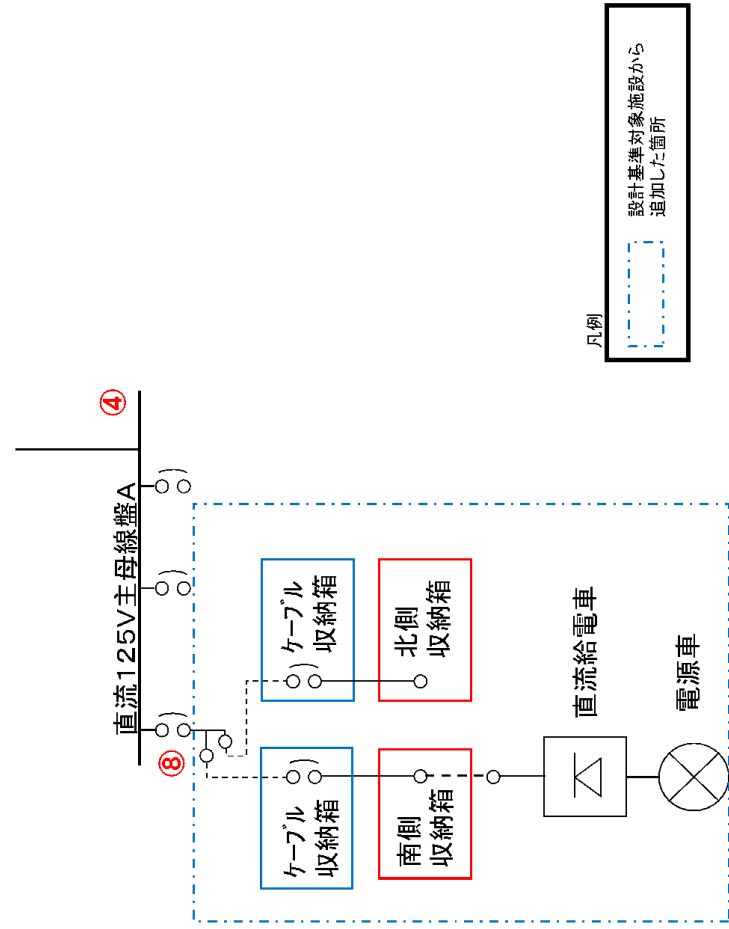 ④
直流125V主母線盤A
⑧
ケーブル
収納箱
ケーブル
収納箱
南側
収納箱
北側
収納箱
直流給電車
電源車
凡例
設計基準対象施設から
追加した箇所